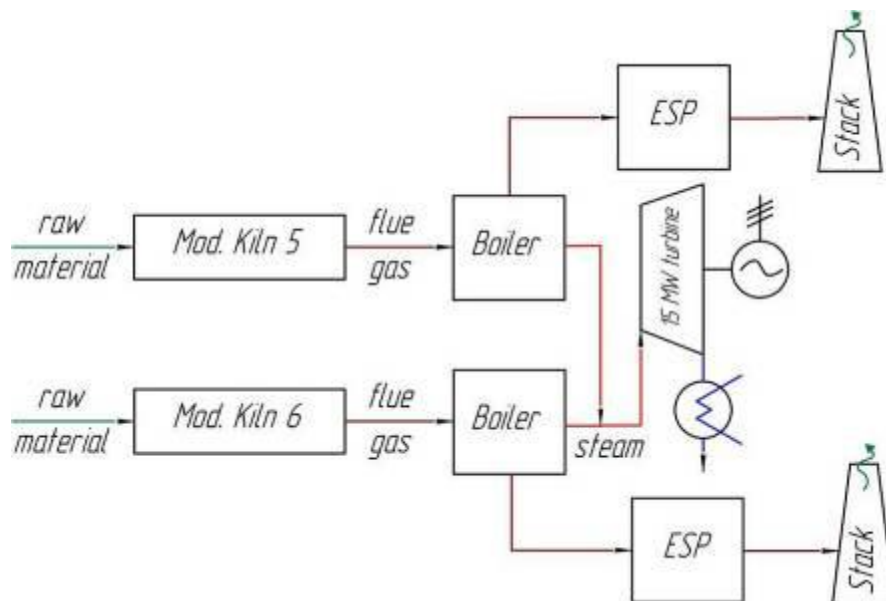 ESP
Stack
raw
material
Mod. Kiln 5
flue
gas
Boiler
15 MW turbine
raw
material
Mod. Kiln 6
flue
gas
Boiler
steam
ESP
Stack